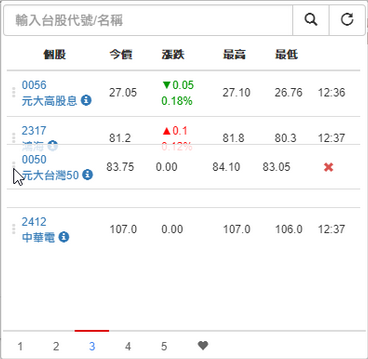 輸入台股代號/名稱
個股 今價 漲跌 最高 最低
0056 27.05 ▼0.05 27.10 26.76 12:36
元大高股息 0.18%
2317 81.2 ▲0.1 81.8 80.3 12:37
鴻海 0.12%
0050 83.75 0.00 84.10 83.05
元大台灣50
2412 107.0 0.00 107.0 106.0 12:37
中華電
1 2 3 4 5